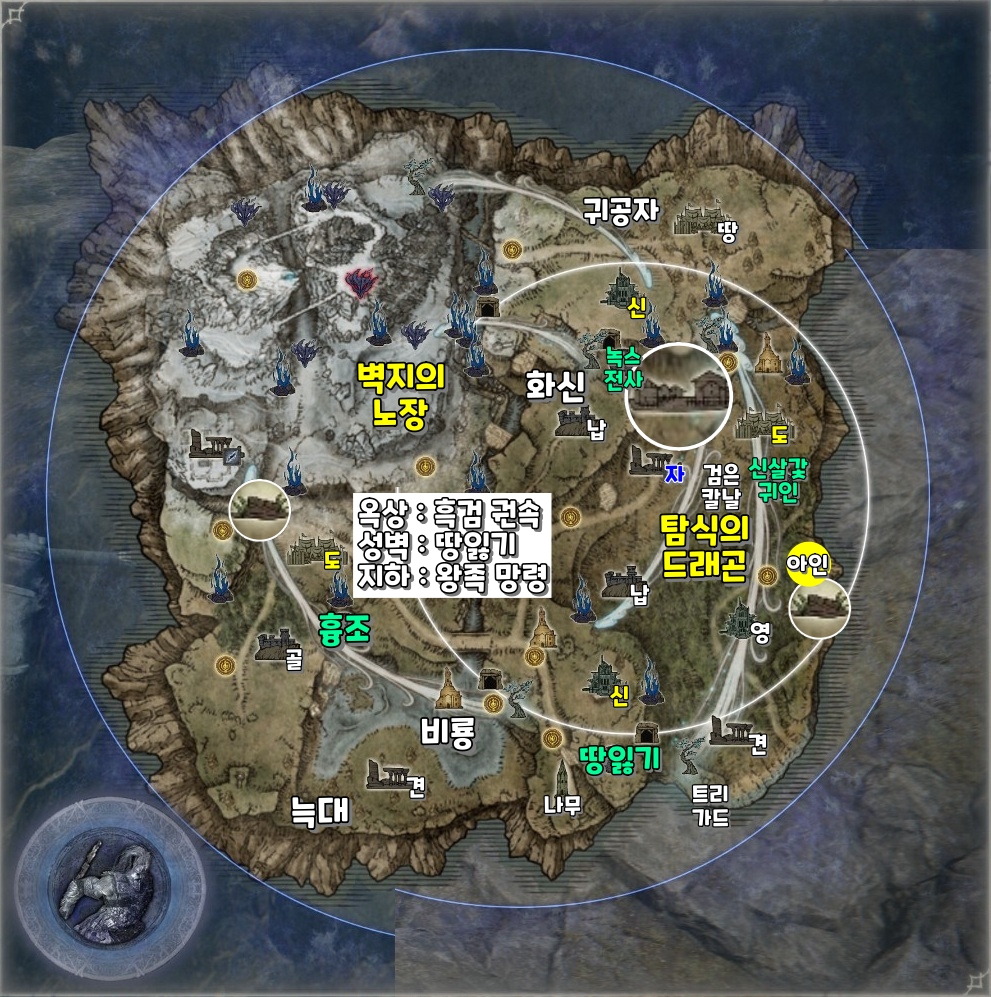 귀공자
땅
신
녹스
전사
벽지의
노장
화신
납
도
자
검은
칼날
신살갗
귀인
옥상 : 흑검 권속
성벽 : 땅잃기
지하 : 왕족 망령
탐식의
드래곤
아인
도
납
흉조
영
골
신
비룡
견
땅잃기
견
늑대
나무
트리
가드